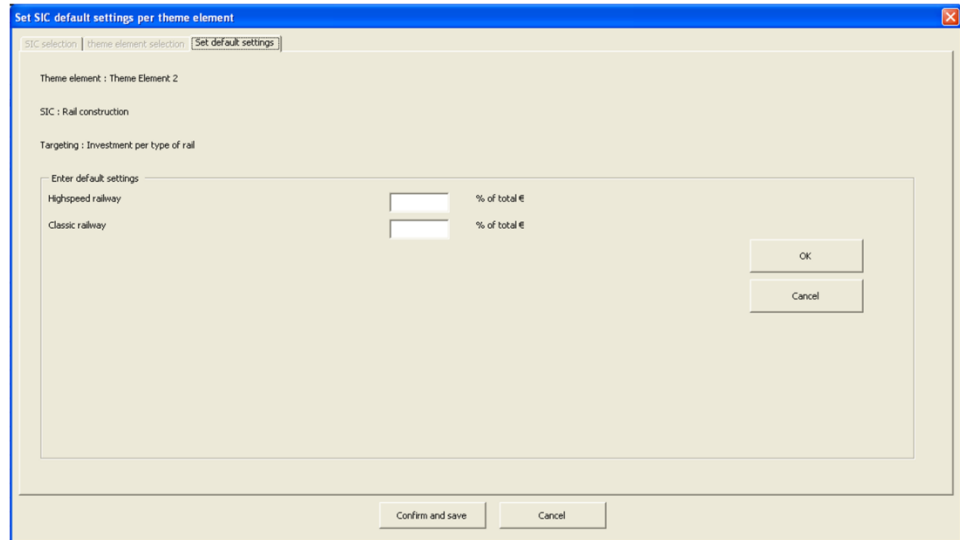 Set SIC default settings per theme element
SIC selection theme element selection Set default settings
Theme element : Theme Element 2
SIC : Rail construction
Targeting : Investment per type of rail
Enter default settings
Highspeed railway % of total €
Classic railway % of total €
OK
Cancel
Confirm and save Cancel